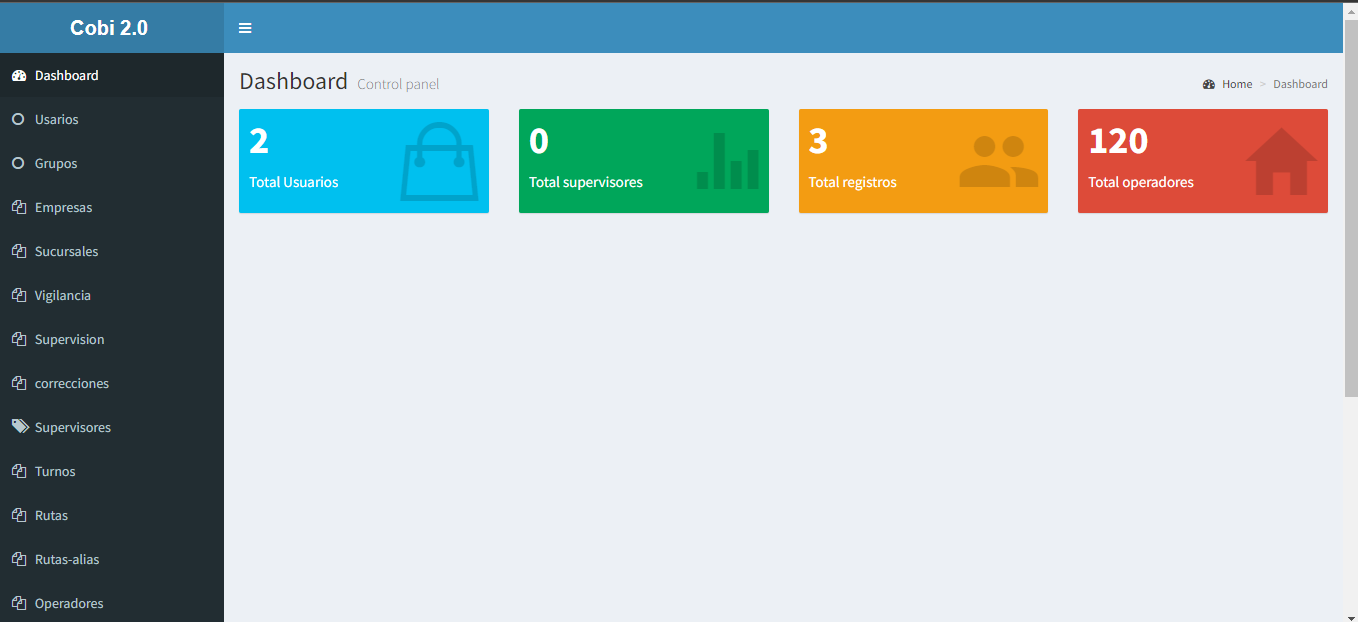 Cobi 2.0
Dashboard
Usarios
Grupos
Empresas
Sucursales
Vigilancia
Supervision
correcciones
Supervisores
Turnos
Rutas
Rutas-alias
Operadores
Dashboard Control panel
Home > Dashboard
2
Total Usuarios
0
Total supervisores
3
Total registros
120
Total operadores